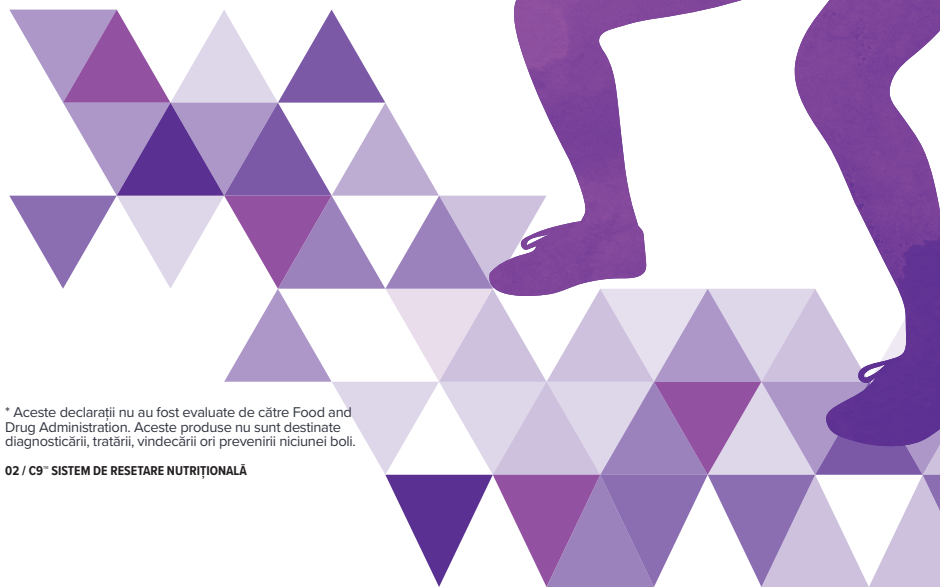 * Aceste declarații nu au fost evaluate de către Food and
Drug Administration. Aceste produse nu sunt destinate
diagnosticării, tratării, vindecării ori prevenirii niciunei boli.
02 / C9™ SISTEM DE RESETARE NUTRIȚIONALĂ